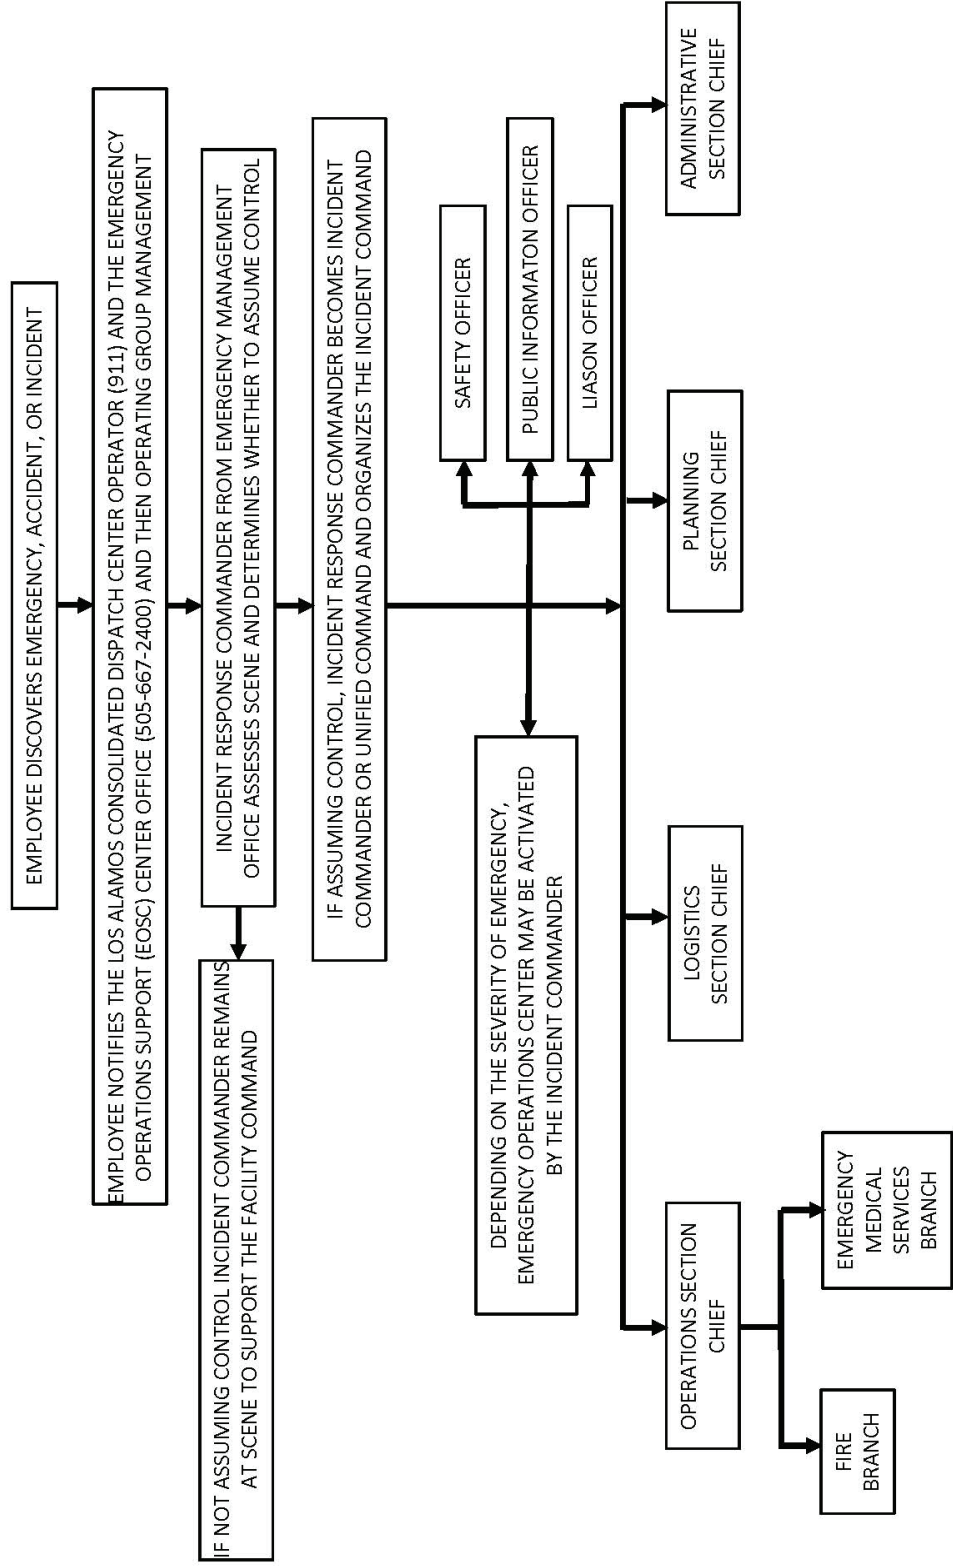 EMPLOYEE DISCOVERS EMERGENCY, ACCIDENT, OR INCIDENT
EMPLOYEE NOTIFIES THE LOS ALAMOS CONSOLIDATED DISPATCH CENTER OPERATOR (911) AND THE EMERGENCY
OPERATIONS SUPPORT (EOSC) CENTER OFFICE (505-667-2400) AND THEN OPERATING GROUP MANAGEMENT
INCIDENT RESPONSE COMMANDER FROM EMERGENCY MANAGEMENT
OFFICE ASSESSES SCENE AND DETERMINES WHETHER TO ASSUME CONTROL
IF NOT ASSUMING CONTROL INCIDENT COMMANDER REMAINS
AT SCENE TO SUPPORT THE FACILITY COMMAND
IF ASSUMING CONTROL, INCIDENT RESPONSE COMMANDER BECOMES INCIDENT
COMMANDER OR UNIFIED COMMAND AND ORGANIZES THE INCIDENT COMMAND
DEPENDING ON THE SEVERITY OF EMERGENCY,
EMERGENCY OPERATIONS CENTER MAY BE ACTIVATED
BY THE INCIDENT COMMANDER
SAFETY OFFICER
PUBLIC INFORMATON OFFICER
LIASON OFFICER
OPERATIONS SECTION
CHIEF
LOGISTICS
SECTION CHIEF
PLANNING
SECTION CHIEF
ADMINISTRATIVE
SECTION CHIEF
FIRE
BRANCH
EMERGENCY
MEDICAL
SERVICES
BRANCH